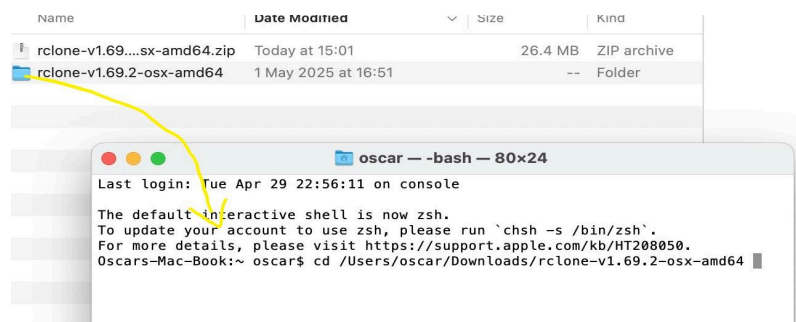 Name Date Modified Size Kind
rclone-v1.69....sx-amd64.zip Today at 15:01 26.4 MB ZIP archive
rclone-v1.69.2-osx-amd64 1 May 2025 at 16:51 -- Folder
oscar — -bash — 80×24
Last login: Tue Apr 29 22:56:11 on console
The default interactive shell is now zsh.
To update your account to use zsh, please run `chsh -s /bin/zsh`.
For more details, please visit https://support.apple.com/kb/HT208050.
Oscars-Mac-Book:~ oscar$ cd /Users/oscar/Downloads/rclone-v1.69.2-osx-amd64